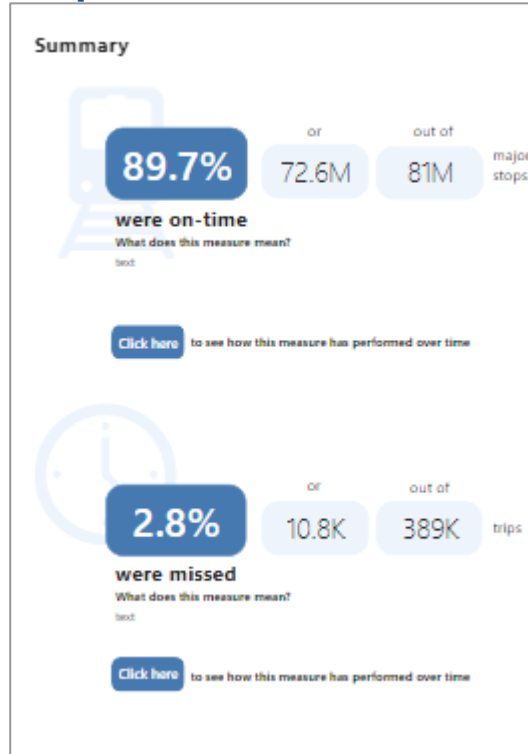 Summary
or out of
89.7% 72.6M 81M major
stops
were on-time
What does this measure mean?
text
Click here to see how this measure has performed over time
or out of
2.8% 10.8K 389K trips
were missed
What does this measure mean?
text
Click here to see how this measure has performed over time